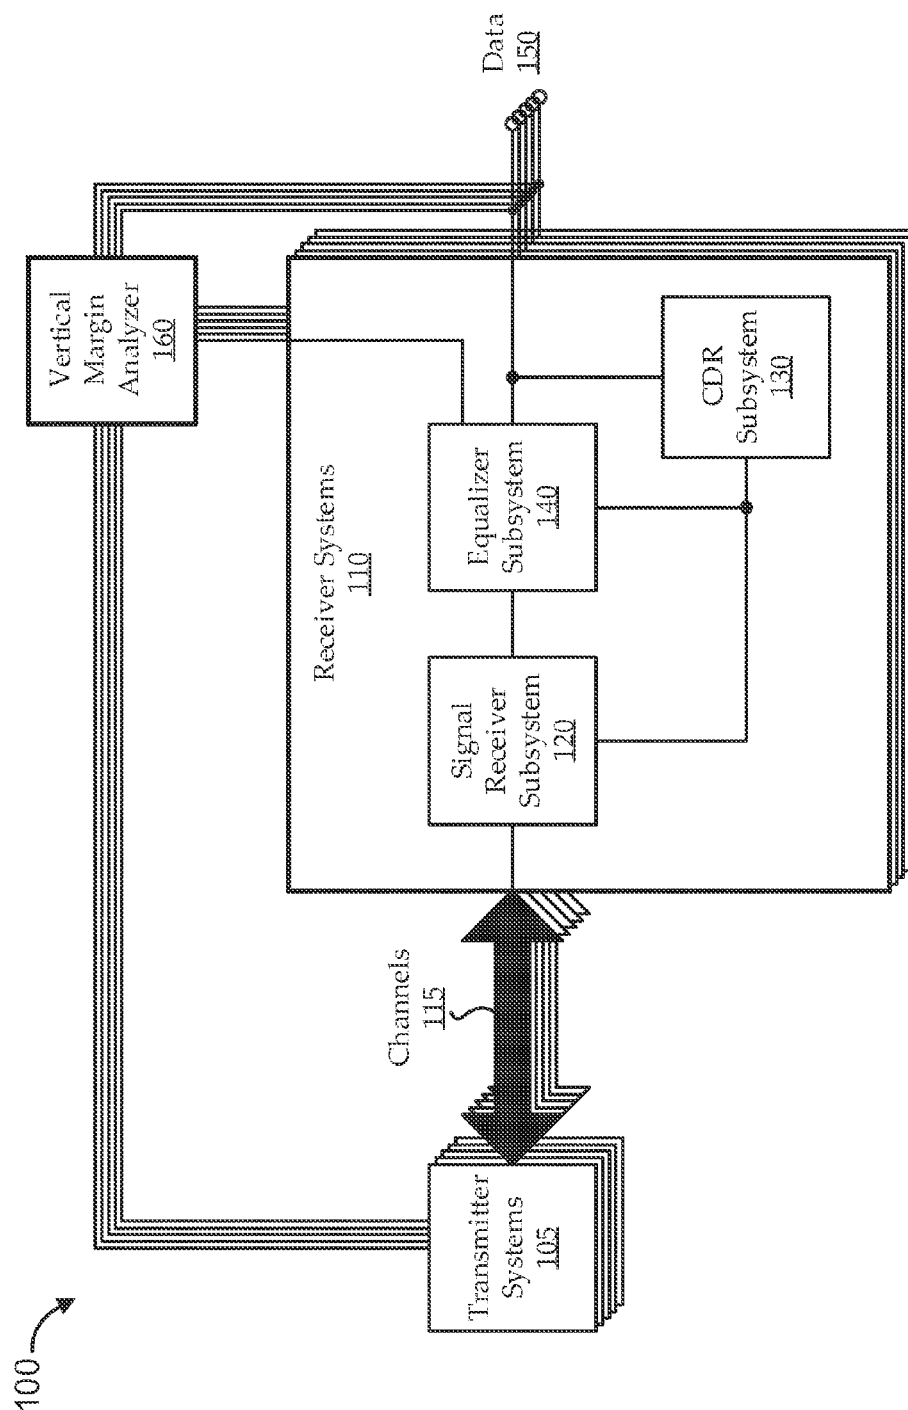 100
Vertical
Margin
Analyzer
160
Data
150
Receiver Systems
110
Transmitter
Systems
105
Channels
115
Signal
Receiver
Subsystem
120
Equalizer
Subsystem
140
CDR
Subsystem
130